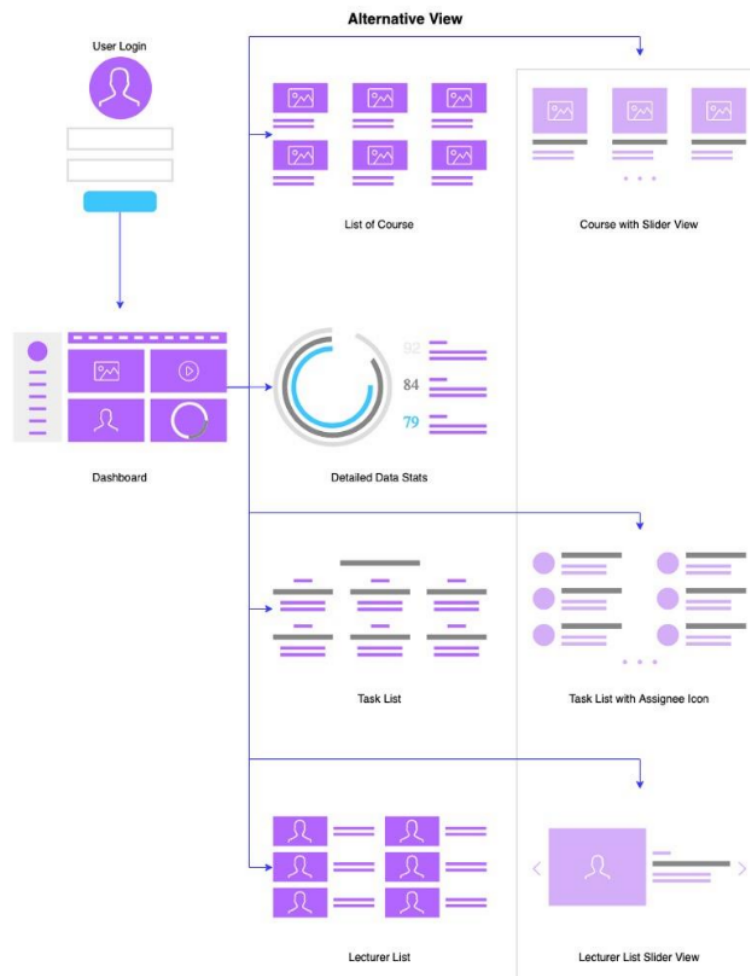 Alternative View
User Login
List of Course
Course with Slider View
92
84
79
Dashboard
Detailed Data Stats
Task List
Task List with Assignee Icon
Lecturer List
Lecturer List Slider View